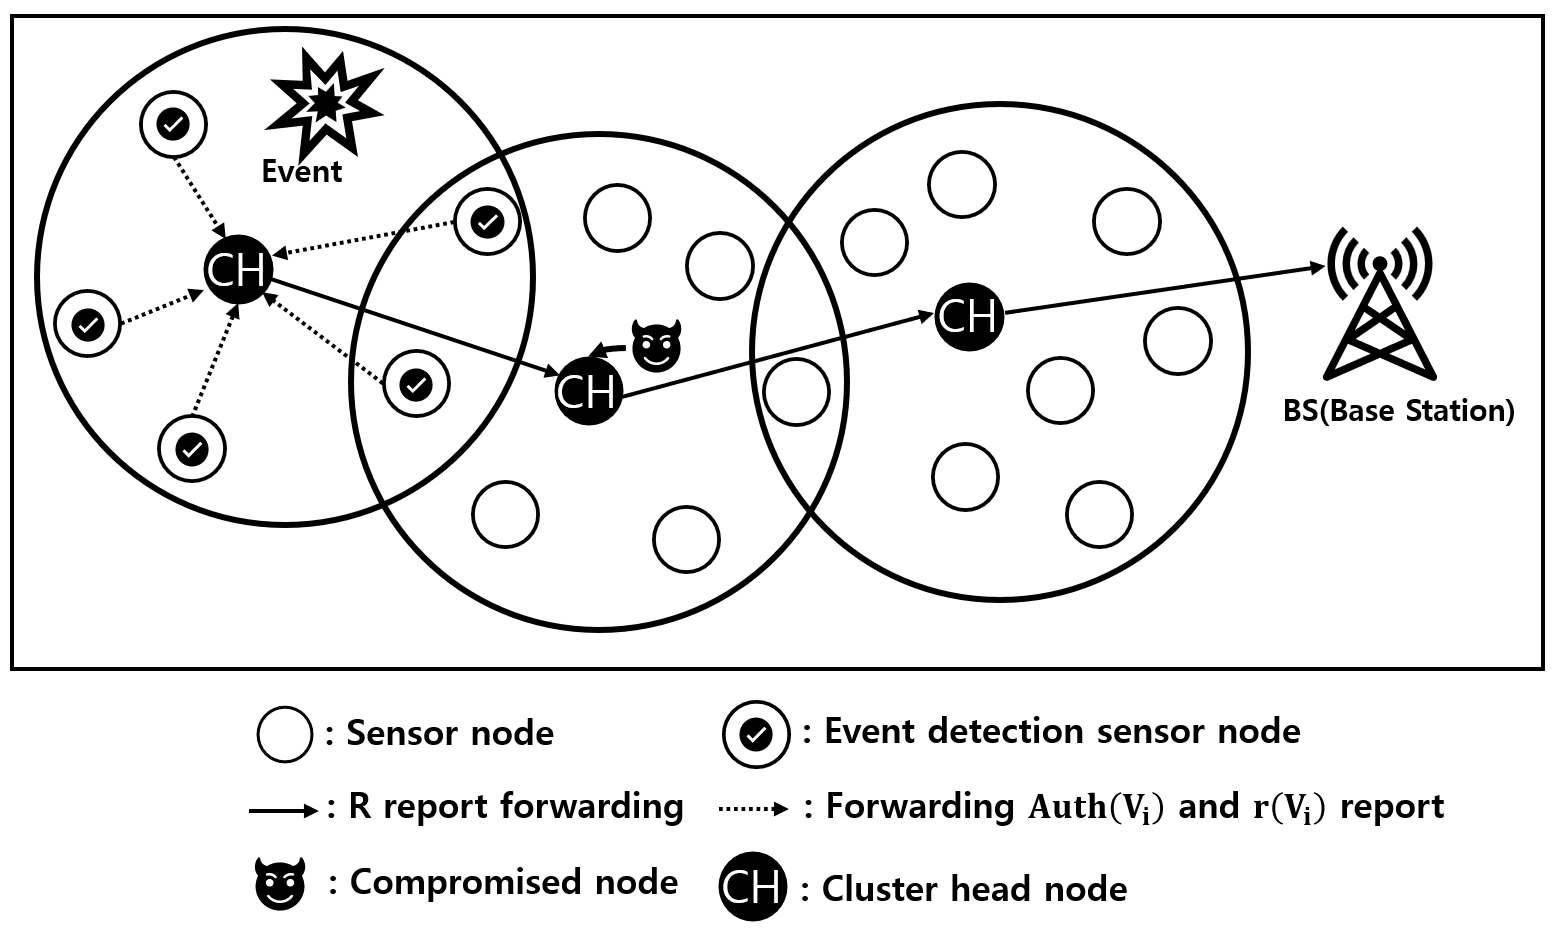 Event
CH
CH
CH
BS(Base Station)
: Sensor node
: Event detection sensor node
: R report forwarding
: Forwarding Auth(Vᵢ) and r(Vᵢ) report
: Compromised node
CH : Cluster head node